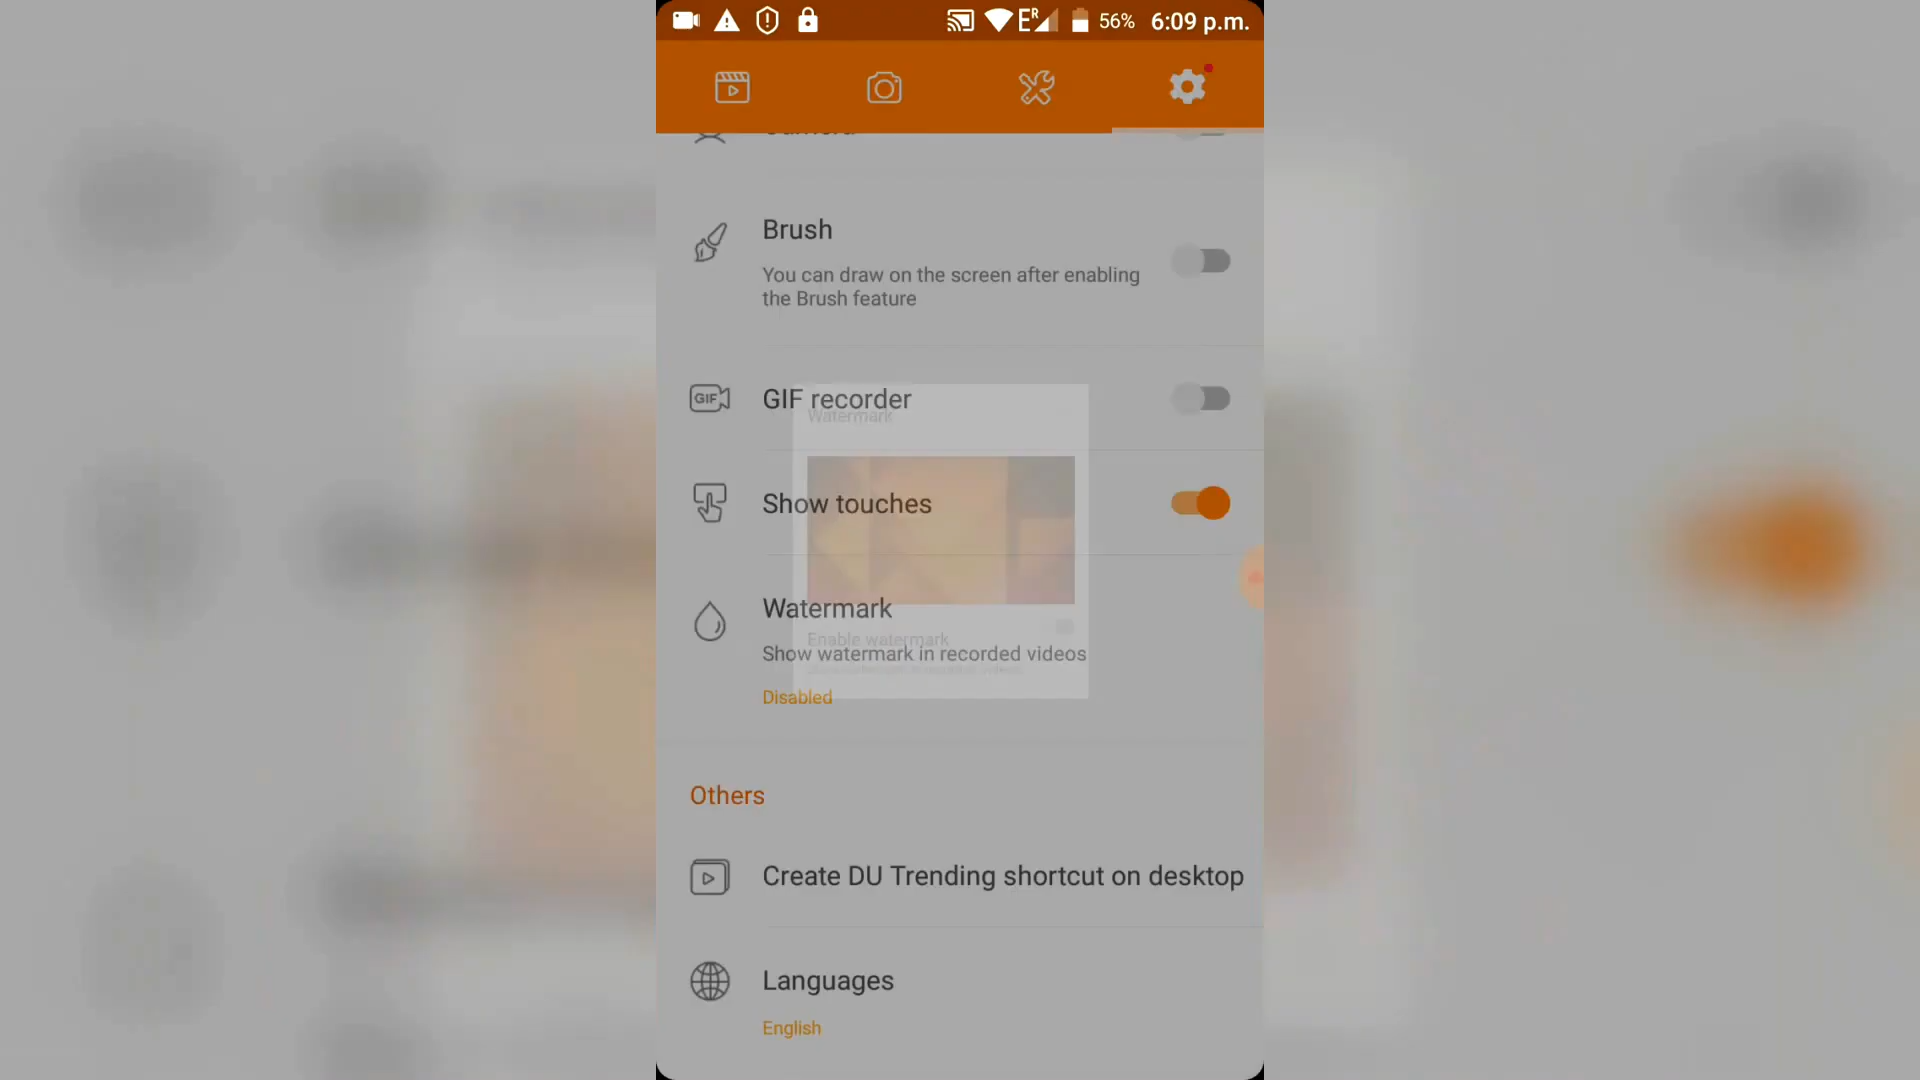 E R 56% 6:09 p.m.
Brush
You can draw on the screen after enabling
the Brush feature
GIF
GIF recorder
Watermark
Show touches
Watermark
Enable watermark
Show watermark in recorded videos
Disabled
Others
Create DU Trending shortcut on desktop
Languages
English